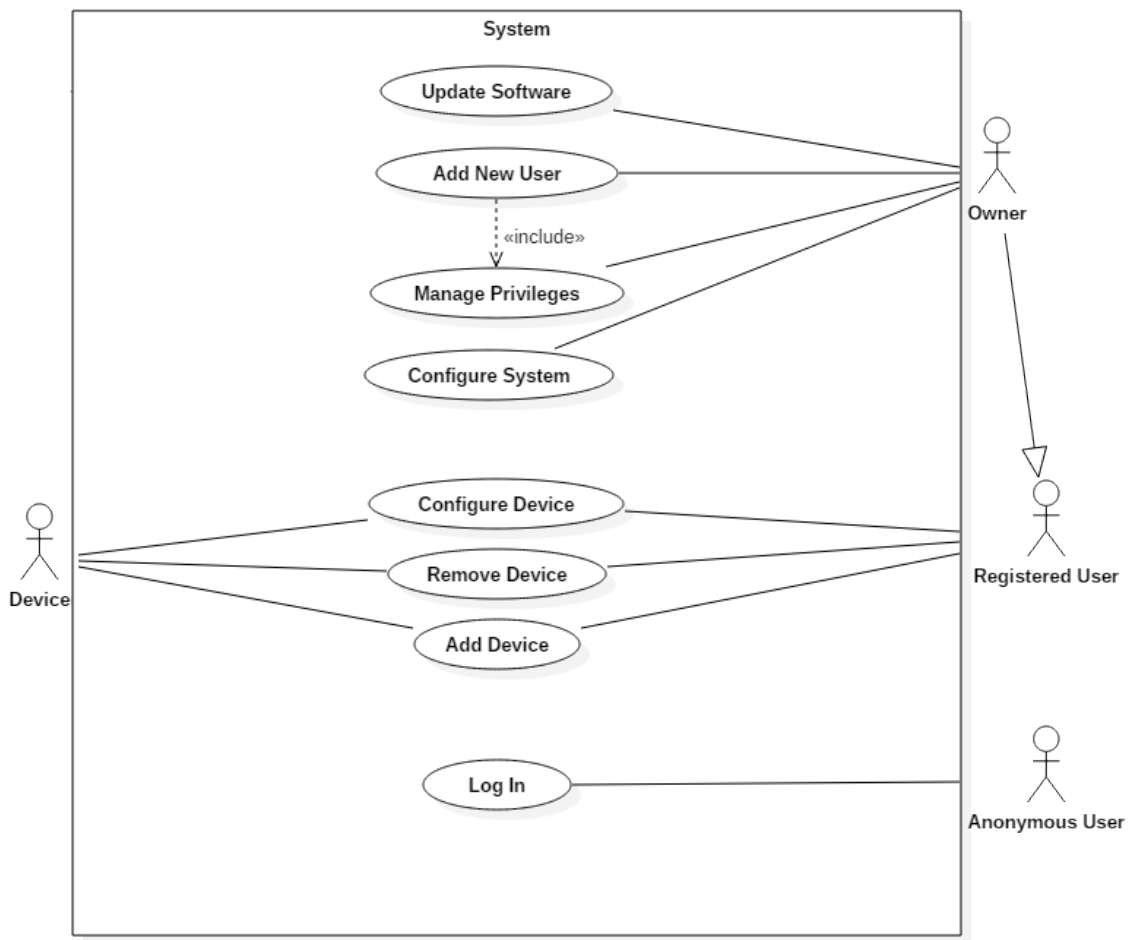 System
Update Software
Add New User
«include»
Owner
Manage Privileges
Configure System
Configure Device
Remove Device
Registered User
Device
Add Device
Log In
Anonymous User